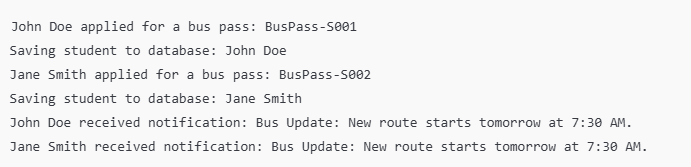 John Doe applied for a bus pass: BusPass-S001
Saving student to database: John Doe
Jane Smith applied for a bus pass: BusPass-S002
Saving student to database: Jane Smith
John Doe received notification: Bus Update: New route starts tomorrow at 7:30 AM.
Jane Smith received notification: Bus Update: New route starts tomorrow at 7:30 AM.